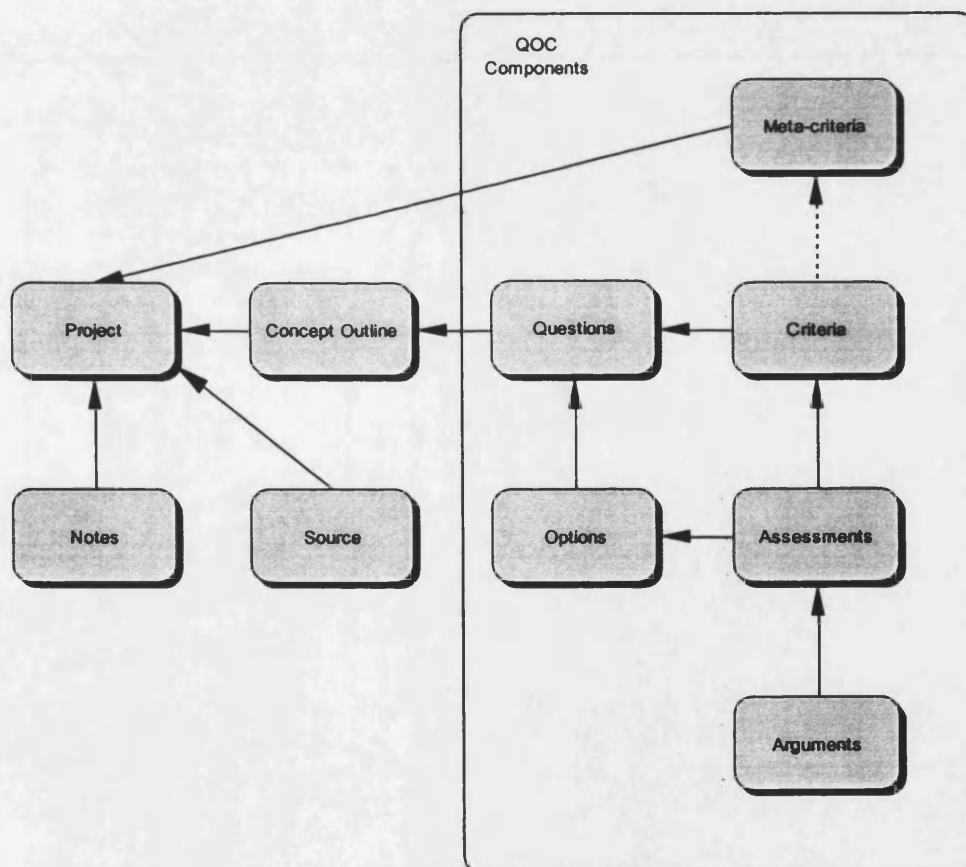 QOC
Components
Meta-criteria
Project
Concept Outline
Questions
Criteria
Notes
Source
Options
Assessments
Arguments